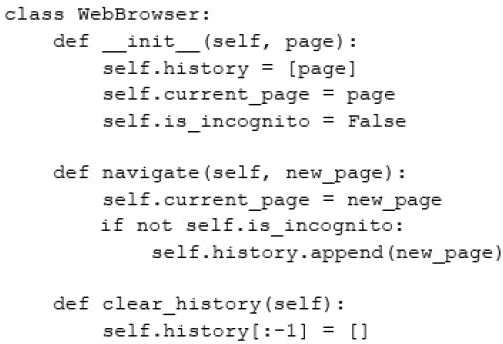 class WebBrowser:
    def __init__(self, page):
        self.history = [page]
        self.current_page = page
        self.is_incognito = False

    def navigate(self, new_page):
        self.current_page = new_page
        if not self.is_incognito:
            self.history.append(new_page)

    def clear_history(self):
        self.history[:-1] = []